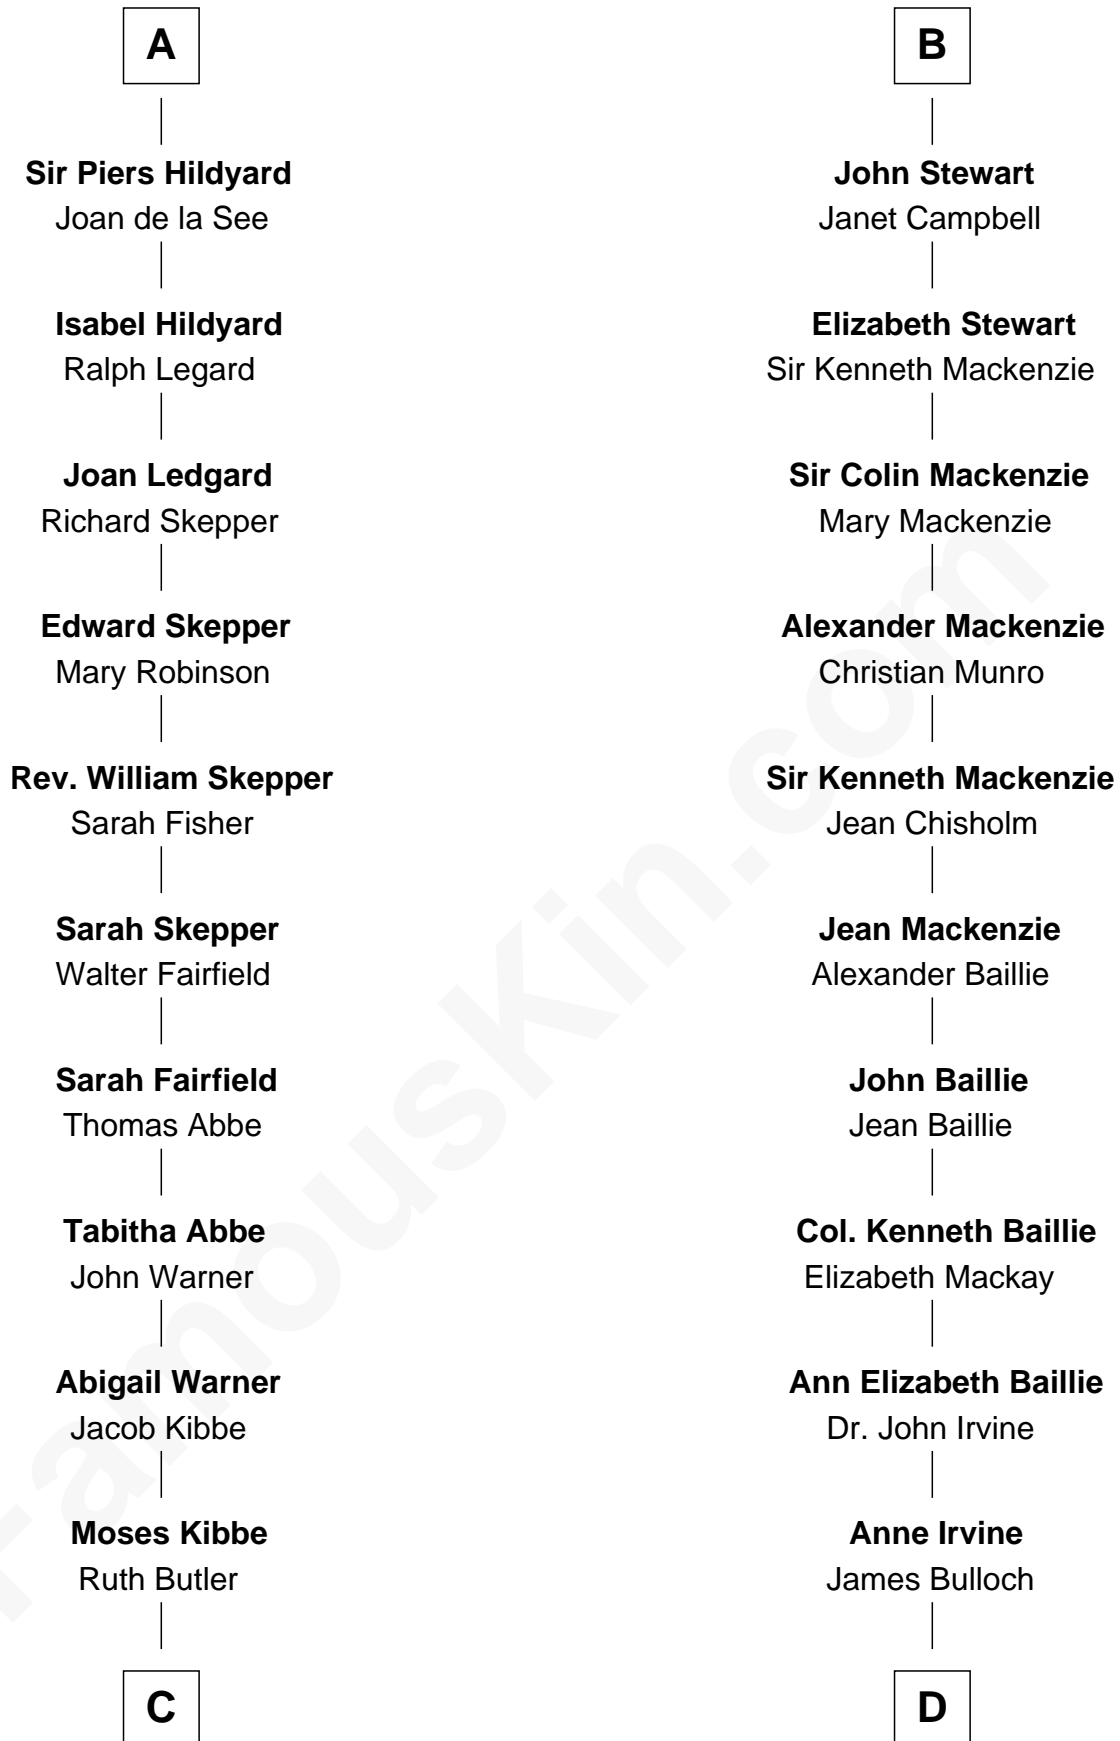 A
Sir Piers Hildyard
Joan de la See
Isabel Hildyard
Ralph Legard
Joan Ledgard
Richard Skepper
Edward Skepper
Mary Robinson
Rev. William Skepper
Sarah Fisher
Sarah Skepper
Walter Fairfield
Sarah Fairfield
Thomas Abbe
Tabitha Abbe
John Warner
Abigail Warner
Jacob Kibbe
Moses Kibbe
Ruth Butler
C
B
John Stewart
Janet Campbell
Elizabeth Stewart
Sir Kenneth Mackenzie
Sir Colin Mackenzie
Mary Mackenzie
Alexander Mackenzie
Christian Munro
Sir Kenneth Mackenzie
Jean Chisholm
Jean Mackenzie
Alexander Baillie
John Baillie
Jean Baillie
Col. Kenneth Baillie
Elizabeth Mackay
Ann Elizabeth Baillie
Dr. John Irvine
Anne Irvine
James Bulloch
D
FamousKin.com